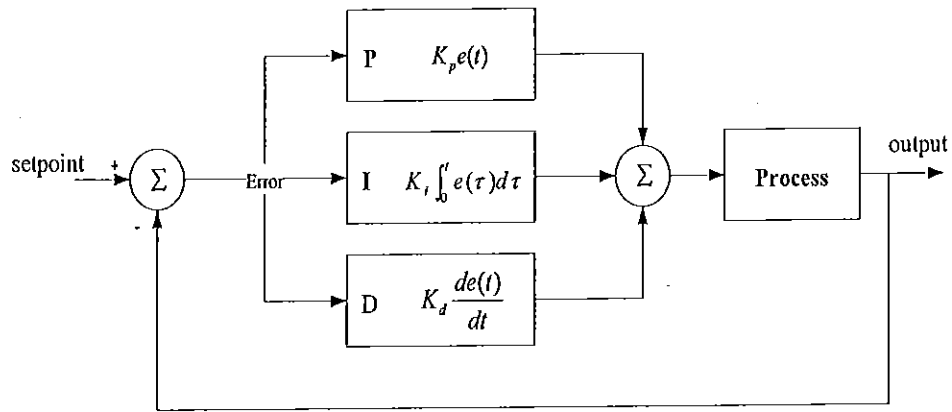 P K_p e(t)
setpoint
+
Σ
-
Error
I K_i ∫_0^t e(τ)dτ
Σ
Process
output
D K_d de(t)/dt